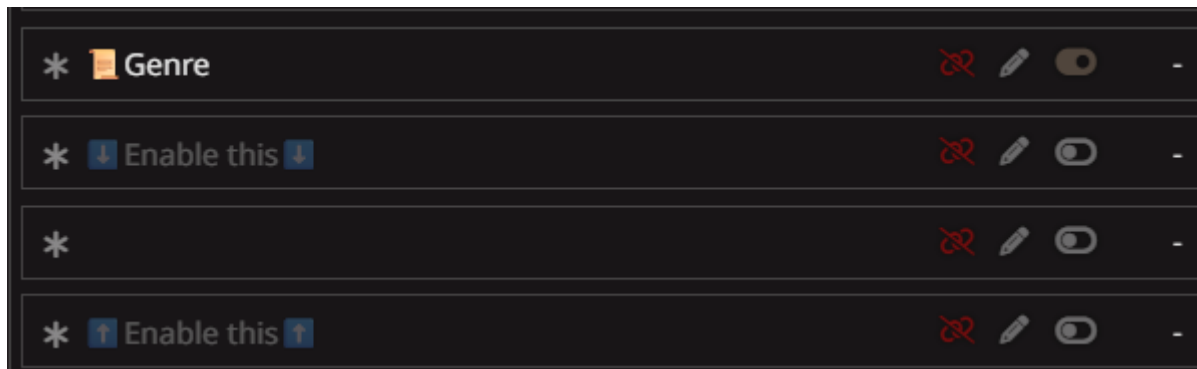 📜Genre -
⬇️Enable this⬇️ -
-
⬆️Enable this⬆️ -